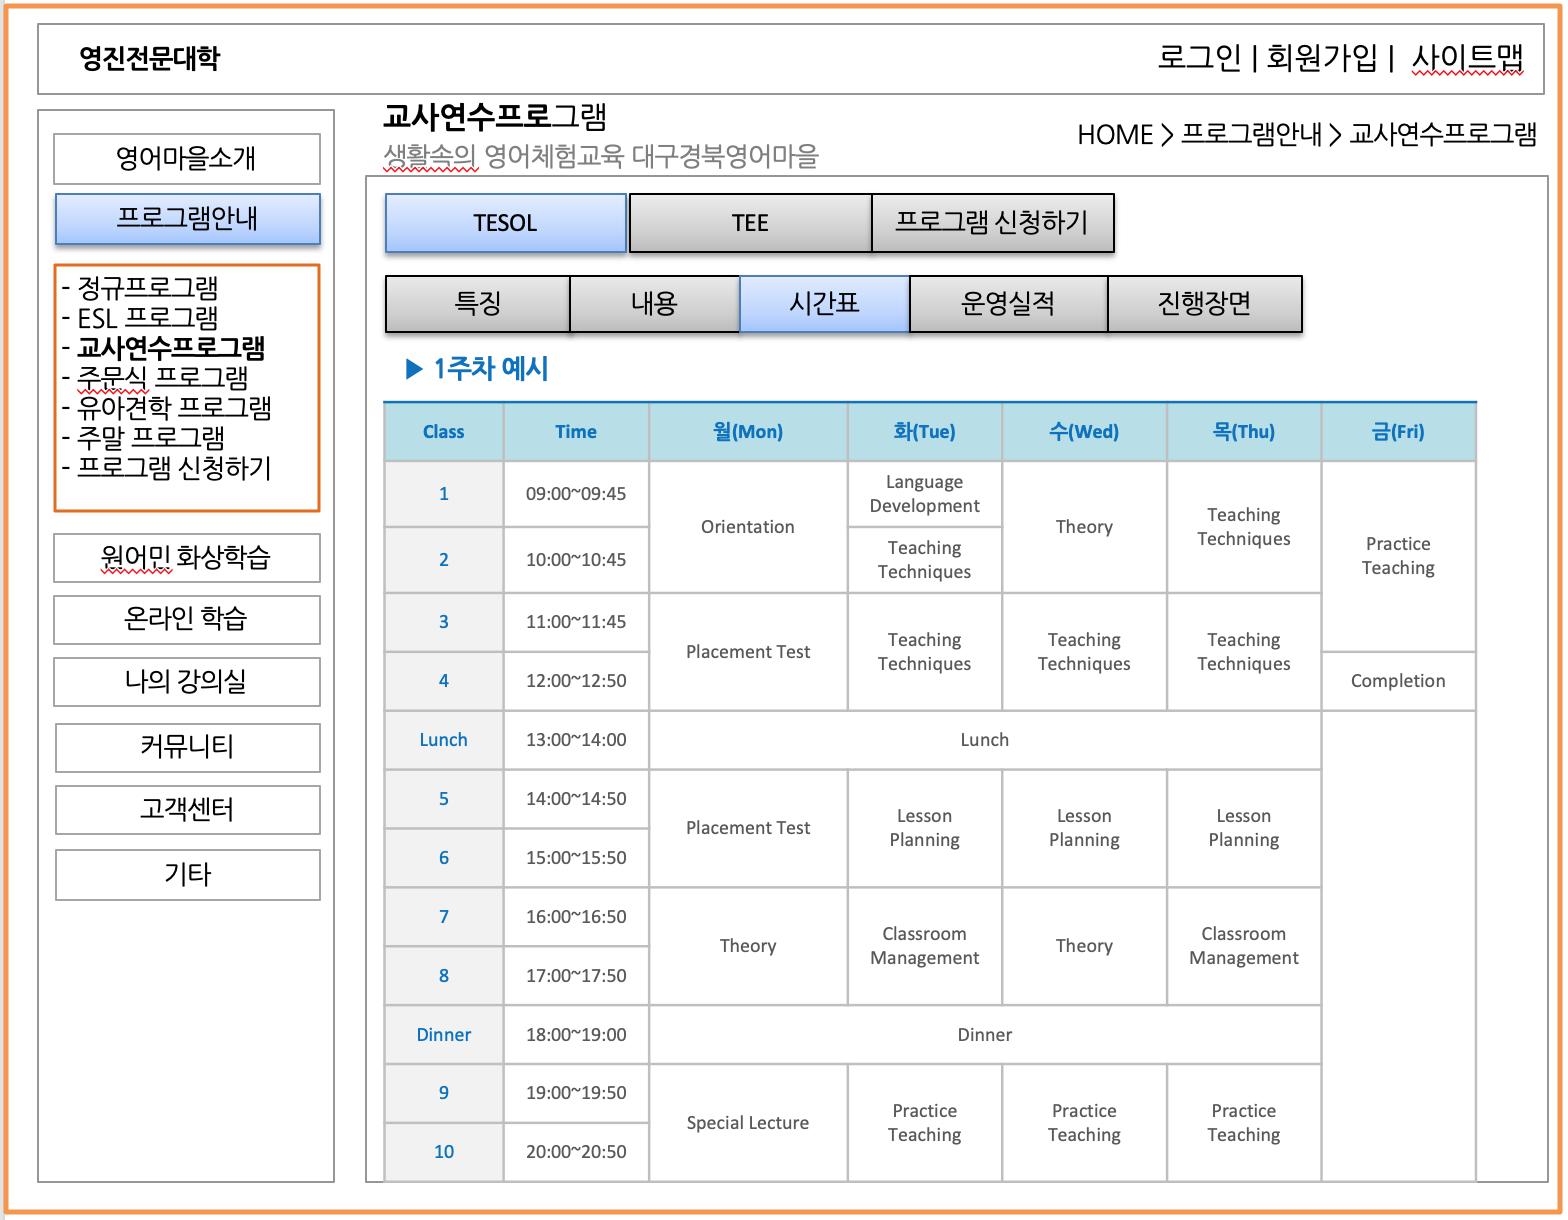 영진전문대학
로그인 | 회원가입 | 사이트맵
교사연수프로그램
생활속의 영어체험교육 대구경북영어마을
HOME > 프로그램안내 > 교사연수프로그램
영어마을소개
프로그램안내
- 정규프로그램
- ESL 프로그램
- 교사연수프로그램
- 주문식 프로그램
- 유아견학 프로그램
- 주말 프로그램
- 프로그램 신청하기
원어민 화상학습
온라인 학습
나의 강의실
커뮤니티
고객센터
기타
TESOL TEE 프로그램 신청하기
특징 내용 시간표 운영실적 진행장면
▶ 1주차 예시
Class Time 월(Mon) 화(Tue) 수(Wed) 목(Thu) 금(Fri)
1 09:00~09:45 Orientation Language Development Theory Teaching Techniques Practice Teaching
2 10:00~10:45 Teaching Techniques
3 11:00~11:45 Placement Test Teaching Techniques Teaching Techniques Teaching Techniques
4 12:00~12:50 Completion
Lunch 13:00~14:00 Lunch
5 14:00~14:50 Placement Test Lesson Planning Lesson Planning Lesson Planning
6 15:00~15:50
7 16:00~16:50 Theory Classroom Management Theory Classroom Management
8 17:00~17:50
Dinner 18:00~19:00 Dinner
9 19:00~19:50 Special Lecture Practice Teaching Practice Teaching Practice Teaching
10 20:00~20:50